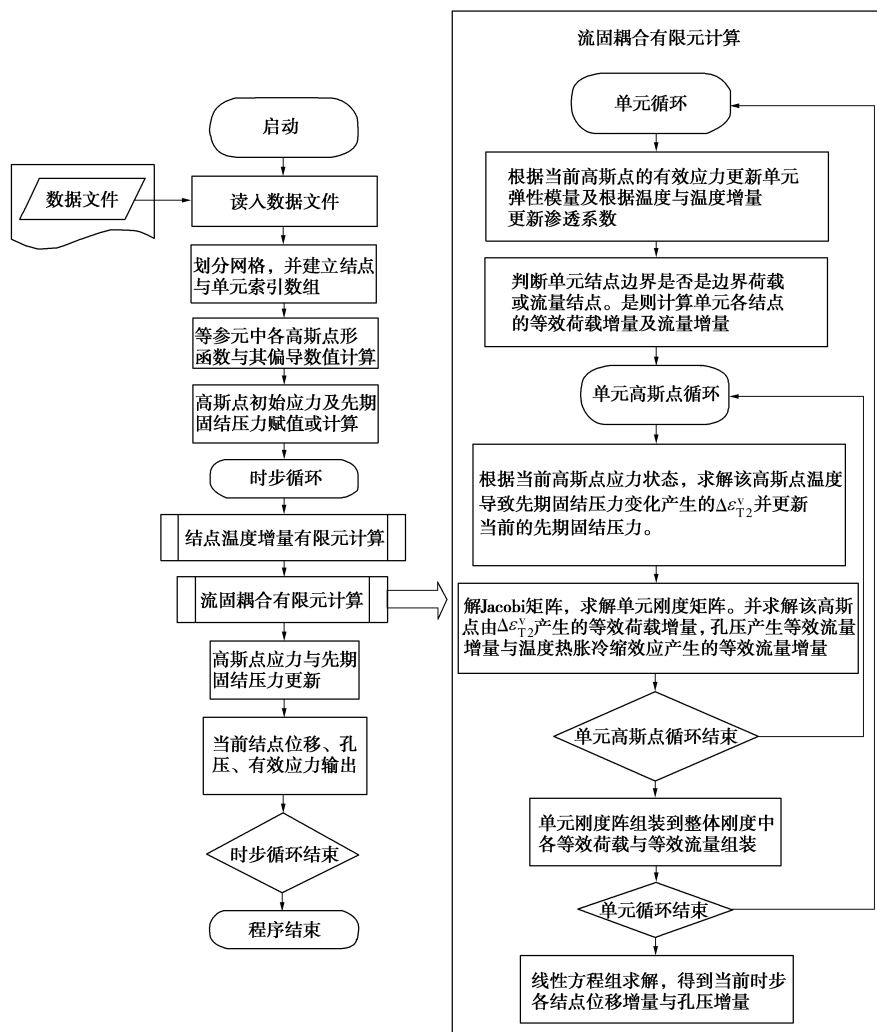 启动
数据文件
读入数据文件
划分网格，并建立结点
与单元索引数组
等参元中各高斯点形
函数与其偏导数值计算
高斯点初始应力及先期
固结压力赋值或计算
时步循环
结点温度增量有限元计算
流固耦合有限元计算
高斯点应力与先期
固结压力更新
当前结点位移、孔
压、有效应力输出
时步循环结束
程序结束
流固耦合有限元计算
单元循环
根据当前高斯点的有效应力更新单元
弹性模量及根据温度与温度增量
更新渗透系数
判断单元结点边界是否是边界荷载
或流量结点。是则计算单元各结点
的等效荷载增量及流量增量
单元高斯点循环
根据当前高斯点应力状态，求解该高斯点温度
导致先期固结压力变化产生的Δε_{T2}^{v}并更新
当前的先期固结压力。
解Jacobi矩阵，求解单元刚度矩阵。并求解该高斯
点由Δε_{T2}^{v}产生的等效荷载增量，孔压产生等效流量
增量与温度热胀冷缩效应产生的等效流量增量
单元高斯点循环结束
单元刚度阵组装到整体刚度中
各等效荷载与等效流量组装
单元循环结束
线性方程组求解，得到当前时步
各结点位移增量与孔压增量